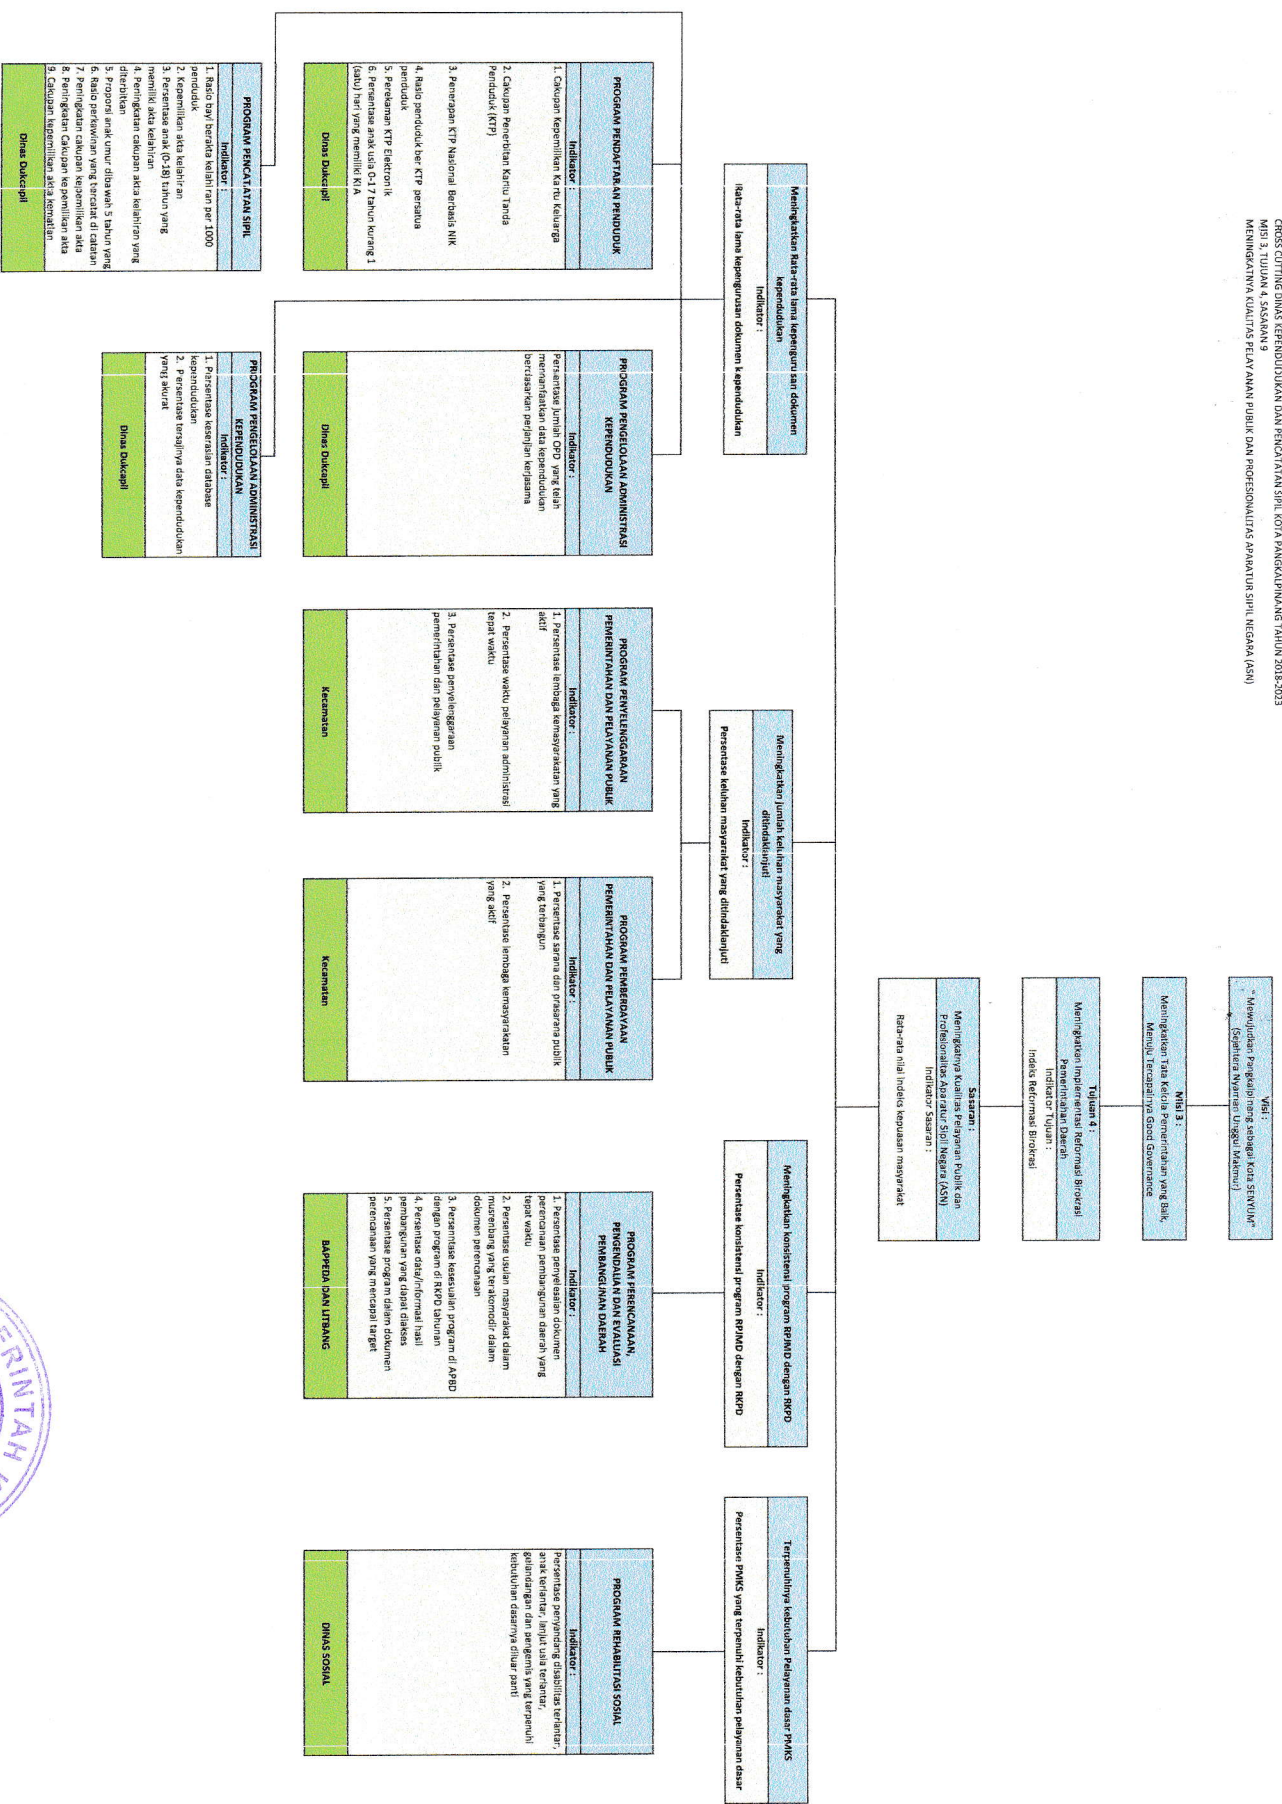 CROSS CUTTING DINAS KEPENDUDUKAN DAN PENCATATAN SIPIL KOTA PANGKALPINANG TAHUN 2018-2023
MISI 3, TUJUAN 4, SASARAN 9
MENINGKATNYA KUALITAS PELAYANAN PUBLIK DAN PROFESIONALITAS APARATUR SIPIL NEGARA (ASN)
Visi :
" Mewujudkan Pangkalpinang sebagai Kota SENYUM"
(Sejahtera Nyaman Unggul Makmur)
Misi 3 :
Meningkatkan Tata Kelola Pemerintahan yang Baik,
Menuju Tercapainya Good Governance
Tujuan 4 :
Meningkatkan Implementasi Reformasi Birokrasi
Pemerintahan Daerah
Indikator Tujuan :
Indeks Reformasi Birokrasi
Sasaran :
Meningkatnya Kualitas Pelayanan Publik dan
Profesionalitas Aparatur Sipil Negara (ASN)
Indikator Sasaran :
Rata-rata nilai indeks kepuasan masyarakat
Meningkatkan Rata-rata lama kepengurusan dokumen
kependudukan
Indikator :
Rata-rata lama kepengurusan dokumen kependudukan
Meningkatkan jumlah keluhan masyarakat yang
ditindaklanjuti
Indikator :
Persentase keluhan masyarakat yang ditindaklanjuti
Meningkatkan konsistensi program RPJMD dengan RKPD
Indikator :
Persentase konsistensi program RPJMD dengan RKPD
Terpenuhinya kebutuhan Pelayanan dasar PMKS
Indikator :
Persentase PMKS yang terpenuhi kebutuhan pelayanan dasar
PROGRAM PENDAFTARAN PENDUDUK
Indikator :
1. Cakupan Kepemilikan Kartu Keluarga
2. Cakupan Penerbitan Kartu Tanda
Penduduk (KTP)
3. Penerapan KTP Nasional Berbasis NIK
4. Rasio penduduk ber KTP persatua
penduduk
5. Perekaman KTP Elektronik
6. Persentase anak usia 0-17 tahun kurang 1
(satu) hari yang memiliki KIA
Dinas Dukcapil
PROGRAM PENGELOLAAN ADMINISTRASI
KEPENDUDUKAN
Indikator :
Persentase jumlah OPD yang telah
memanfaatkan data kependudukan
berdasarkan perjanjian kerjasama
Dinas Dukcapil
PROGRAM PENYELENGGARAAN
PEMERINTAHAN DAN PELAYANAN PUBLIK
Indikator :
1. Persentase lembaga kemasyarakatan yang
aktif
2. Persentase waktu pelayanan administrasi
tepat waktu
3. Persentase penyelenggaraan
pemerintahan dan pelayanan publik
Kecamatan
PROGRAM PEMBERDAYAAN
PEMERINTAHAN DAN PELAYANAN PUBLIK
Indikator :
1. Persentase sarana dan prasarana publik
yang terbangun
2. Persentase lembaga kemasyarakatan
yang aktif
Kecamatan
PROGRAM PERENCANAAN,
PENGENDALIAN DAN EVALUASI
PEMBANGUNAN DAERAH
Indikator :
1. Persentase penyelesaian dokumen
perencanaan pembangunan daerah yang
tepat waktu
2. Persentase usulan masyarakat dalam
musrenbang yang terakomodir dalam
dokumen perencanaan
3. Persenntase kesesuaian program di APBD
dengan program di RKPD tahunan
4. Persentase data/informasi hasil
pembangunan yang dapat diakses
5. Persentase program dalam dokumen
perencanaan yang mencapai target
BAPPEDA DAN LITBANG
PROGRAM REHABILITASI SOSIAL
Indikator :
Persentase penyandang disabilitas terlantar,
anak terlantar, lanjut usia terlantar,
gelandangan dan pengemis yang terpenuhi
kebutuhan dasarnya diluar panti
DINAS SOSIAL
PROGRAM PENCATATAN SIPIL
Indikator :
1. Rasio bayi berakta kelahiran per 1000
penduduk
2. Kepemilikan akta kelahiran
3. Persentase anak (0-18) tahun yang
memiliki akta kelahiran
4. Peningkatan cakupan akta kelahiran yang
diterbitkan
5. Proporsi anak umur dibawah 5 tahun yang
6. Rasio perkawinan yang tercatat di catatan
7. Peningkatan cakupan kepemilikan akta
8. Peningkatan Cakupan kepemilikan akta
9. Cakupan kepemilikan akta kematian
Dinas Dukcapil
PROGRAM PENGELOLAAN ADMINISTRASI
KEPENDUDUKAN
Indikator :
1. Persentase keserasian database
kependudukan
2. Persentase tersajinya data kependudukan
yang akurat
Dinas Dukcapil
ERINTAH